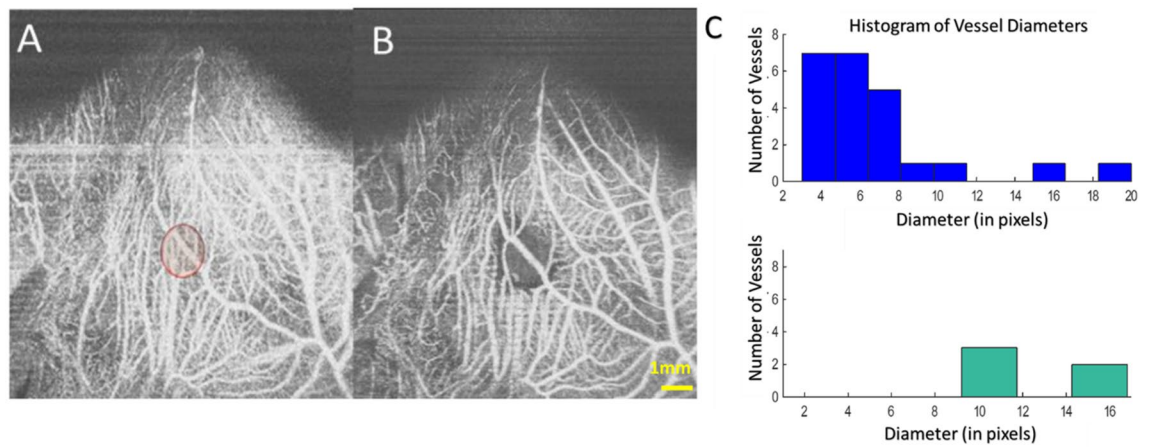 A
B
1mm
C
Histogram of Vessel Diameters
Number of Vessels
8
6
4
2
0
2 4 6 8 10 12 14 16 18 20
Diameter (in pixels)
Number of Vessels
8
6
4
2
0
2 4 6 8 10 12 14 16
Diameter (in pixels)